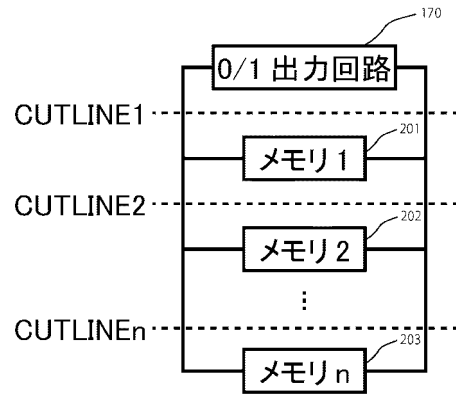 170
0/1 出力回路
CUTLINE1
201
メモリ1
CUTLINE2
202
メモリ2
⋮
CUTLINEn
203
メモリn